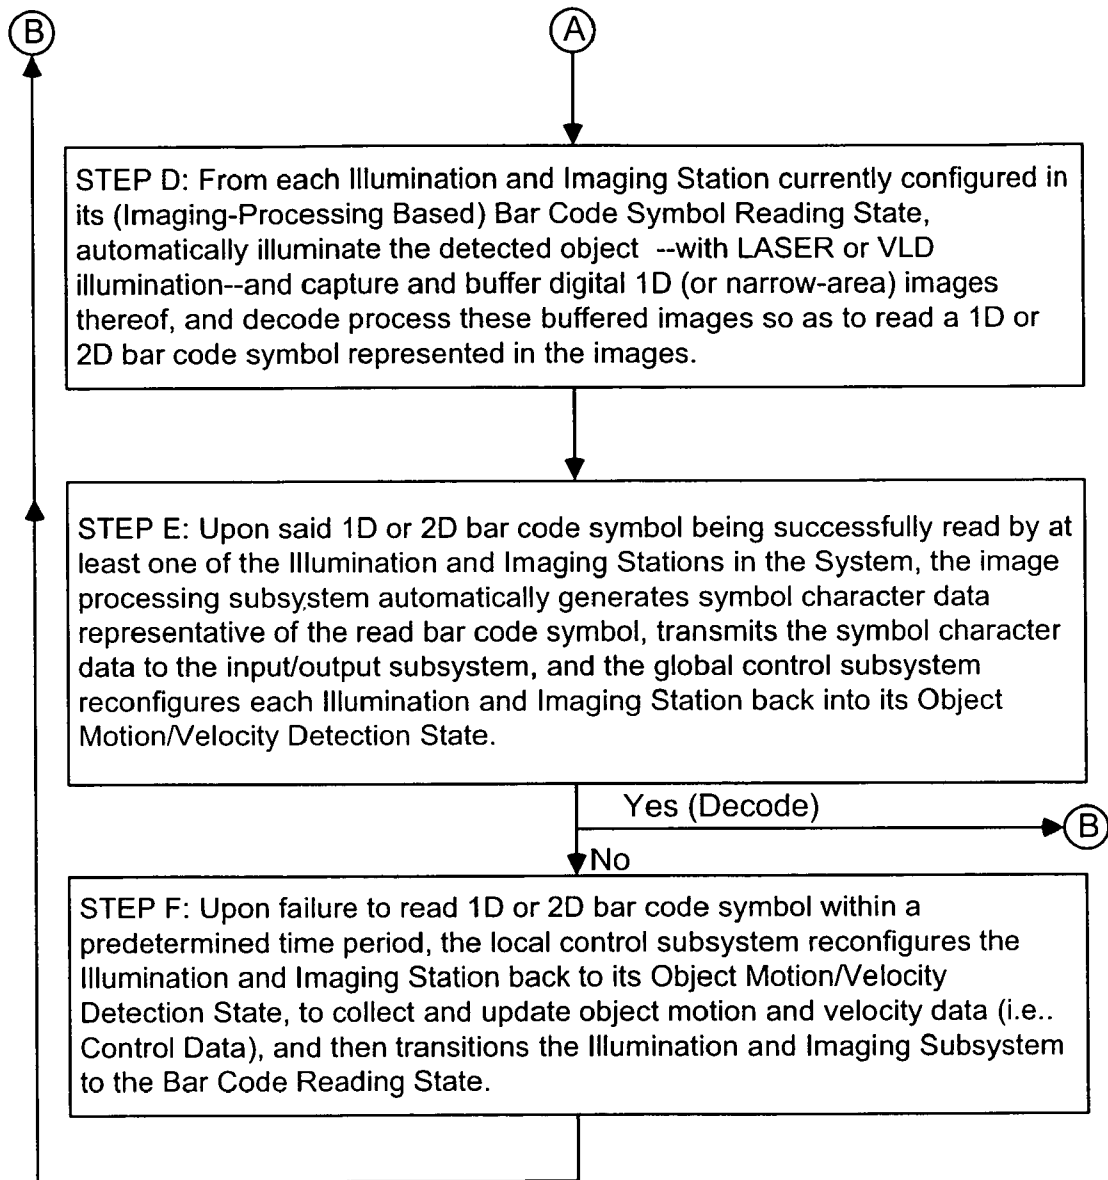 B
A
STEP D: From each Illumination and Imaging Station currently configured in
its (Imaging-Processing Based) Bar Code Symbol Reading State,
automatically illuminate the detected object --with LASER or VLD
illumination--and capture and buffer digital 1D (or narrow-area) images
thereof, and decode process these buffered images so as to read a 1D or
2D bar code symbol represented in the images.
STEP E: Upon said 1D or 2D bar code symbol being successfully read by at
least one of the Illumination and Imaging Stations in the System, the image
processing subsystem automatically generates symbol character data
representative of the read bar code symbol, transmits the symbol character
data to the input/output subsystem, and the global control subsystem
reconfigures each Illumination and Imaging Station back into its Object
Motion/Velocity Detection State.
Yes (Decode)
B
No
STEP F: Upon failure to read 1D or 2D bar code symbol within a
predetermined time period, the local control subsystem reconfigures the
Illumination and Imaging Station back to its Object Motion/Velocity
Detection State, to collect and update object motion and velocity data (i.e..
Control Data), and then transitions the Illumination and Imaging Subsystem
to the Bar Code Reading State.